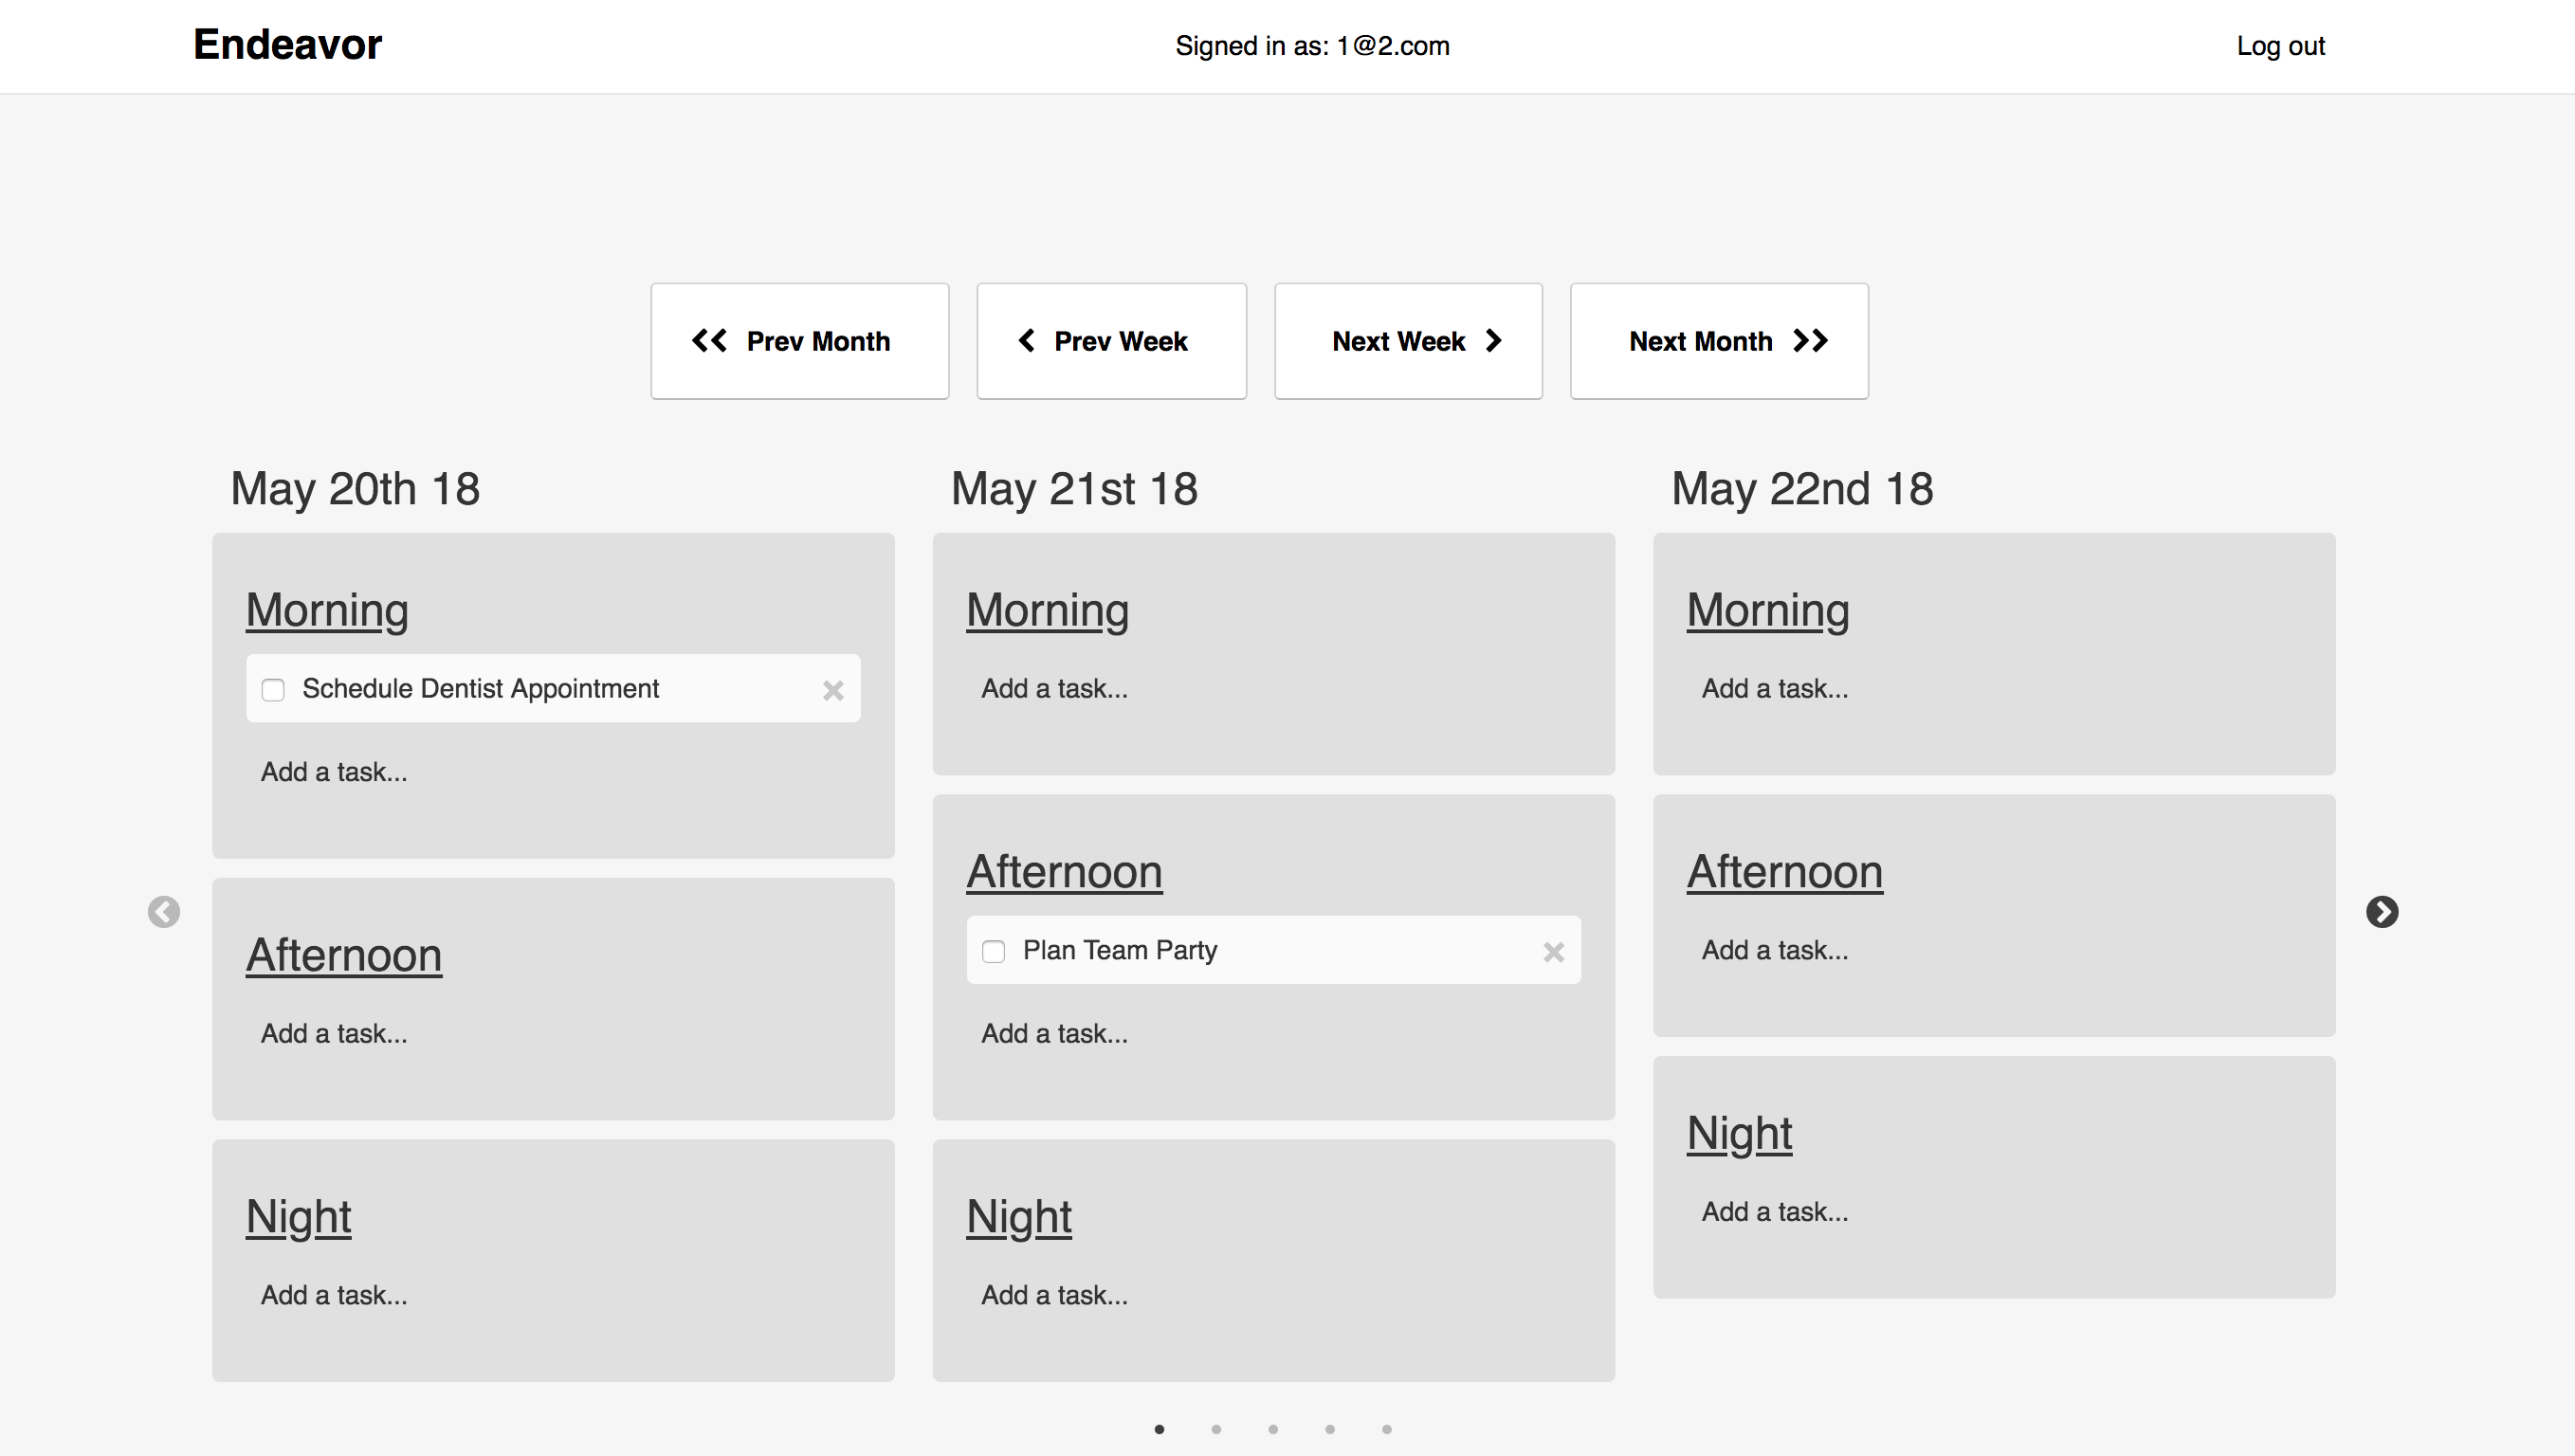 Endeavor
Signed in as: 1@2.com
Log out
Prev Month
Prev Week
Next Week
Next Month
May 20th 18
Morning
Schedule Dentist Appointment
Add a task...
Afternoon
Add a task...
Night
Add a task...
May 21st 18
Morning
Add a task...
Afternoon
Plan Team Party
Add a task...
Night
Add a task...
May 22nd 18
Morning
Add a task...
Afternoon
Add a task...
Night
Add a task...